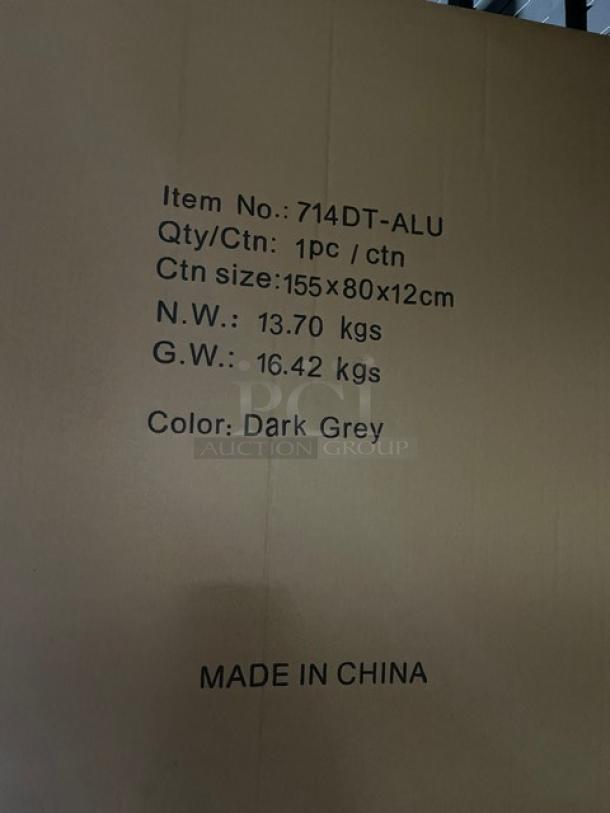 Item No.: 714DT-ALU
Qty/Ctn: 1pc / ctn
Ctn size:155x80x12cm
N.W.: 13.70 kgs
G.W.: 16.42 kgs
PCI
AUCTION GROUP
Color: Dark Grey
MADE IN CHINA